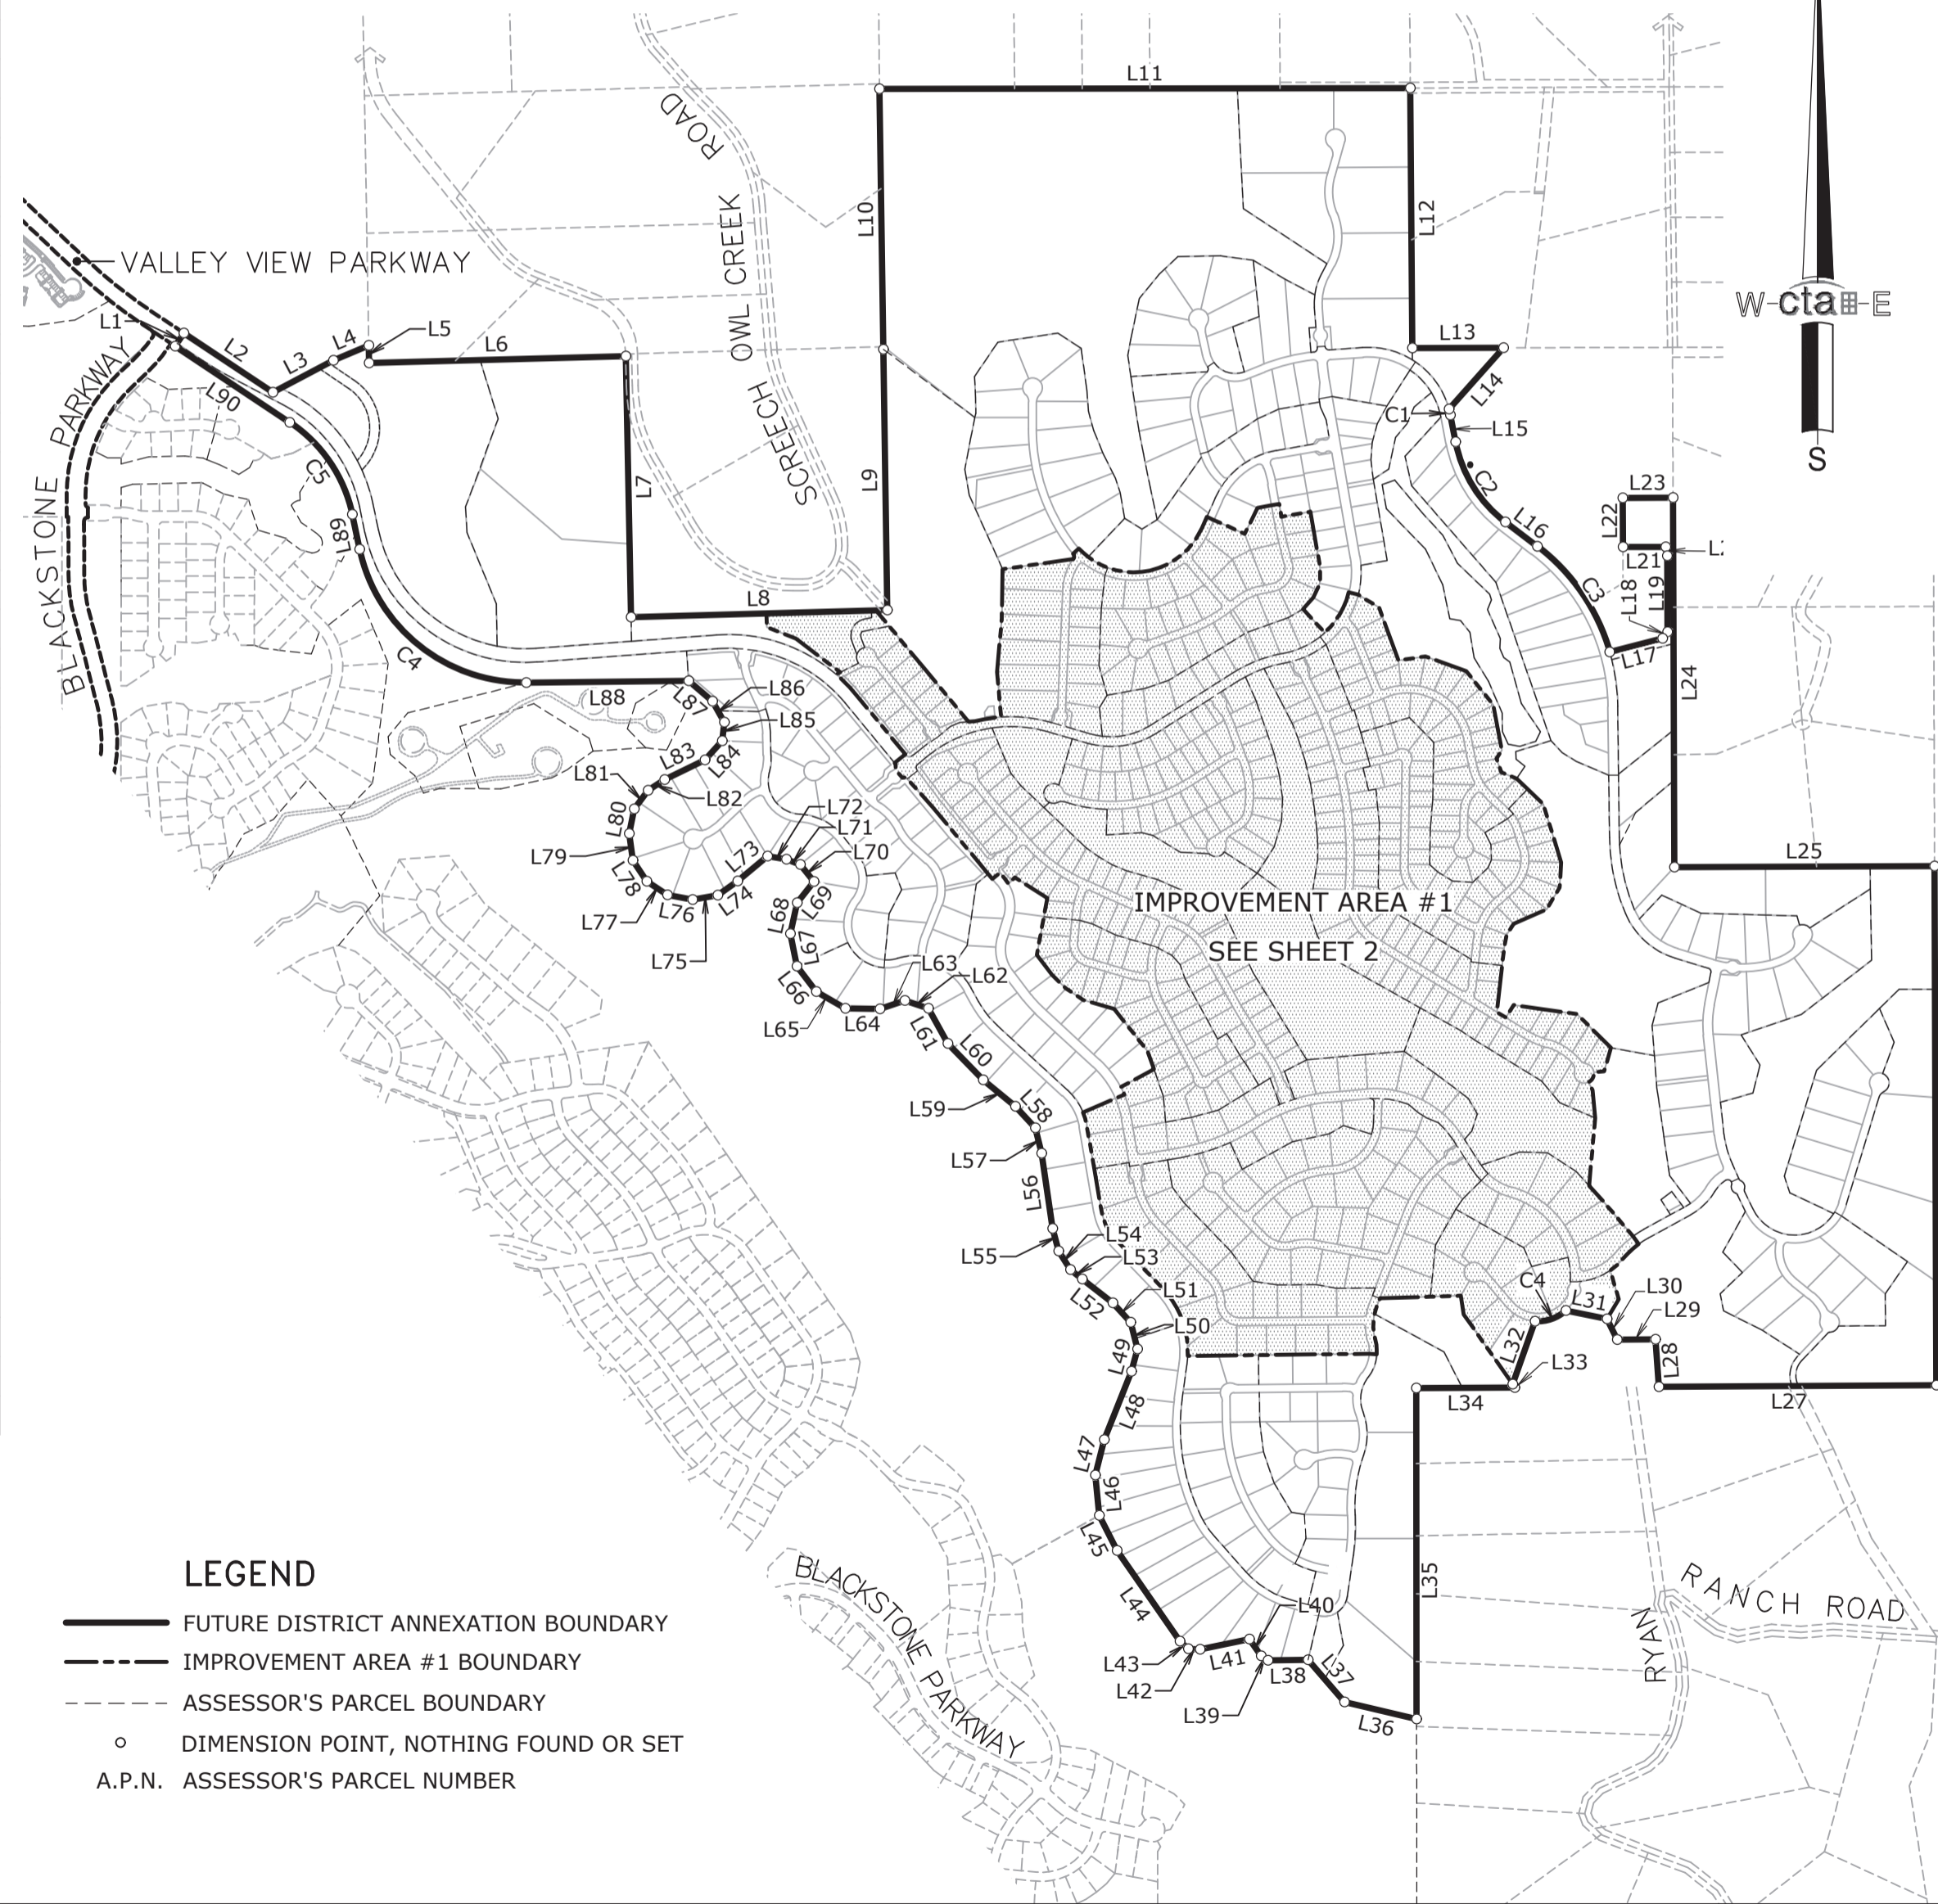 L11
ROAD
L10
L12
SCREECH OWL CREEK
VALLEY VIEW PARKWAY
W cta E
L1
L2
L3
L4
L5
L6
L13
L14
C1
L15
S
BLACKSTONE PARKWAY
L90
C5
L89
L7
L9
C2
L16
L23
L22
L21
L18
L19
C3
L17
L8
C4
L88
L87
L86
L85
L84
L83
L82
L81
L80
L79
L78
L77
L76
L75
L74
L73
L72
L71
L70
L69
L68
L67
L66
L65
L64
L63
L62
L61
L60
L59
L58
L57
L56
L55
L54
L53
L52
L51
L50
L49
L48
L47
L46
L45
L44
L43
L42
L41
L40
L39
L38
L37
L36
L35
L34
L33
L32
C4
L31
L30
L29
L28
L27
L24
L25
IMPROVEMENT AREA #1
SEE SHEET 2
RANCH ROAD
RYAN
BLACKSTONE PARKWAY
LEGEND
FUTURE DISTRICT ANNEXATION BOUNDARY
IMPROVEMENT AREA #1 BOUNDARY
ASSESSOR'S PARCEL BOUNDARY
DIMENSION POINT, NOTHING FOUND OR SET
A.P.N. ASSESSOR'S PARCEL NUMBER